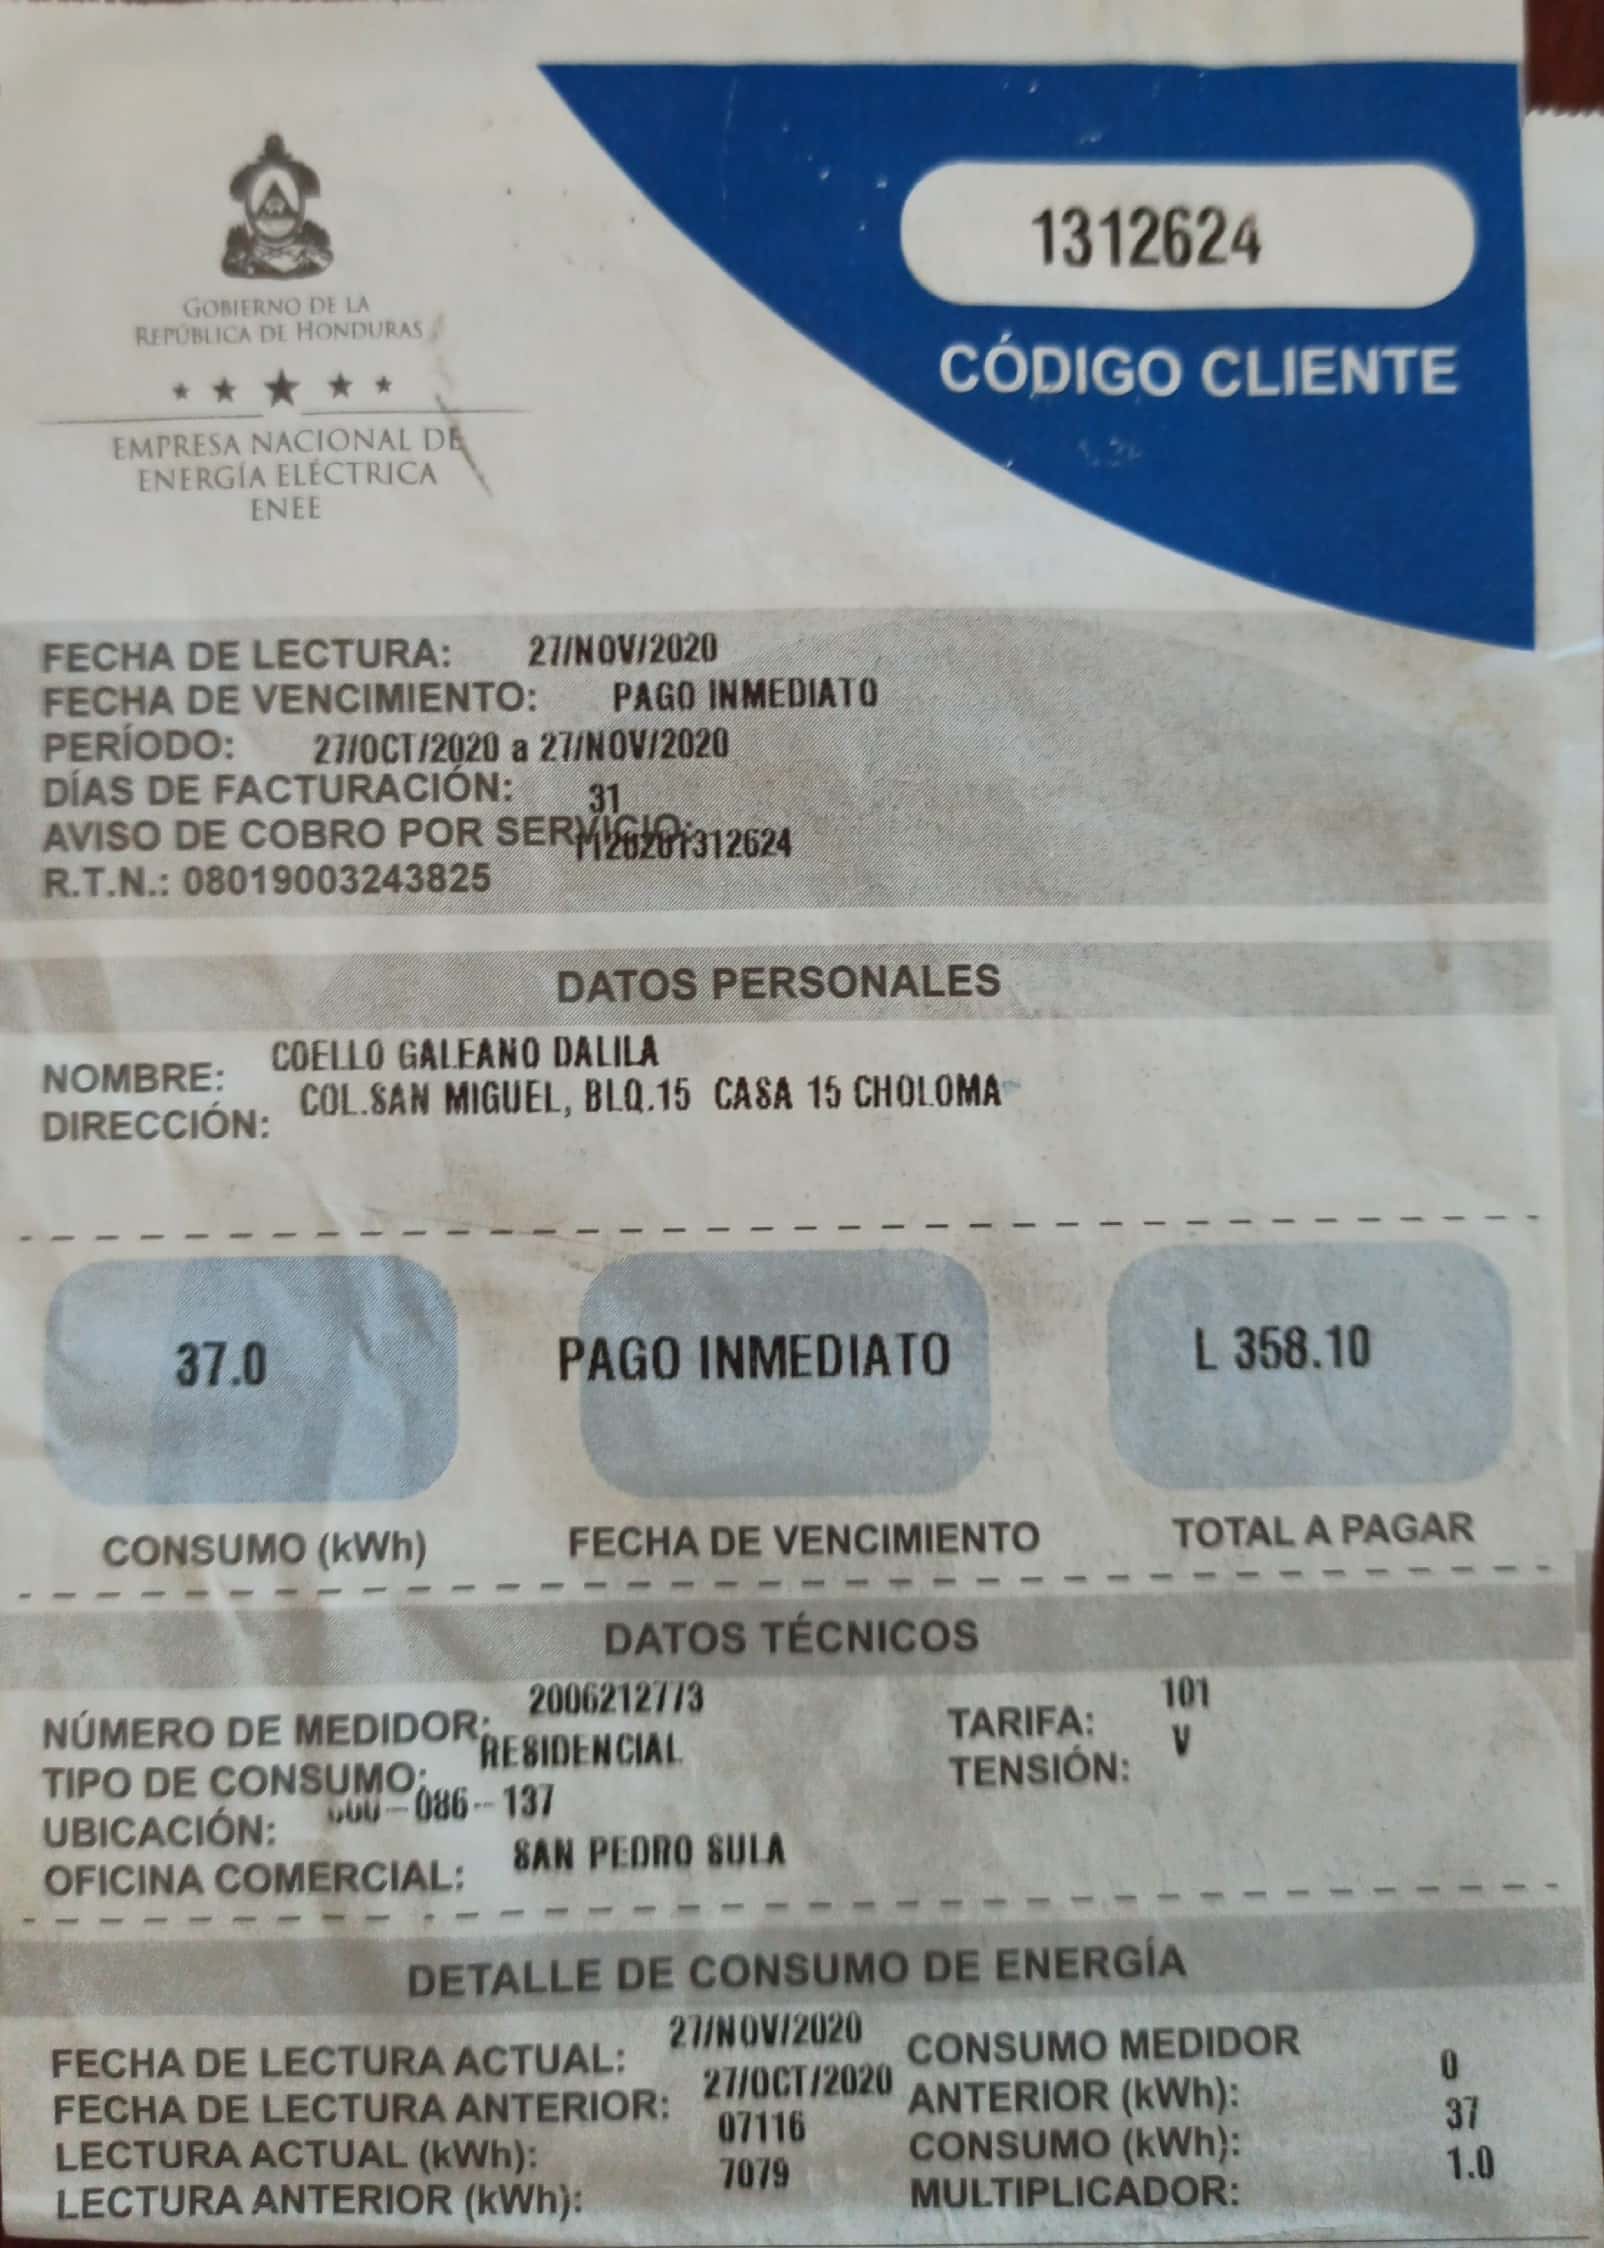 1312624
CÓDIGO CLIENTE
GOBIERNO DE LA
REPÚBLICA DE HONDURAS
EMPRESA NACIONAL DE
ENERGÍA ELÉCTRICA
ENEE
FECHA DE LECTURA: 27/NOV/2020
FECHA DE VENCIMIENTO: PAGO INMEDIATO
PERÍODO: 27/OCT/2020 a 27/NOV/2020
DÍAS DE FACTURACIÓN: 31
AVISO DE COBRO POR SERVICIO: 1120201312624
R.T.N.: 08019003243825
DATOS PERSONALES
NOMBRE: COELLO GALEANO DALILA
DIRECCIÓN: COL.SAN MIGUEL, BLQ.15 CASA 15 CHOLOMA
37.0 PAGO INMEDIATO L 358.10
CONSUMO (kWh) FECHA DE VENCIMIENTO TOTAL A PAGAR
DATOS TÉCNICOS
NÚMERO DE MEDIDOR: 2006212773 TARIFA: 101
TIPO DE CONSUMO: RESIDENCIAL TENSIÓN: V
UBICACIÓN: 086-137
OFICINA COMERCIAL: SAN PEDRO SULA
DETALLE DE CONSUMO DE ENERGÍA
FECHA DE LECTURA ACTUAL: 27/NOV/2020 CONSUMO MEDIDOR
FECHA DE LECTURA ANTERIOR: 27/OCT/2020 ANTERIOR (kWh): 0
LECTURA ACTUAL (kWh): 07116 CONSUMO (kWh): 37
LECTURA ANTERIOR (kWh): 7079 MULTIPLICADOR: 1.0